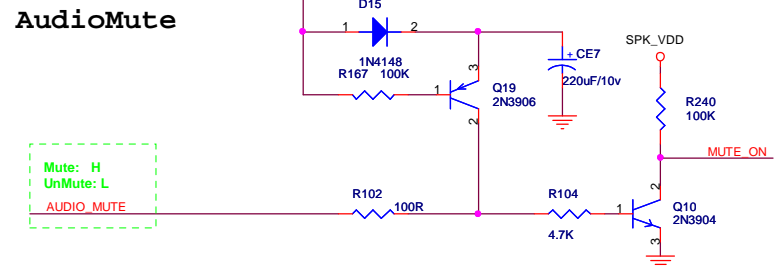 AudioMute
D15
1 2
1N4148
R167 100K
1
3
2
Q19
2N3906
+ CE7
220uF/10v
SPK_VDD
R240
100K
MUTE_ON
Mute: H
UnMute: L
AUDIO_MUTE
R102
100R
R104
4.7K
1
2
3
Q10
2N3904